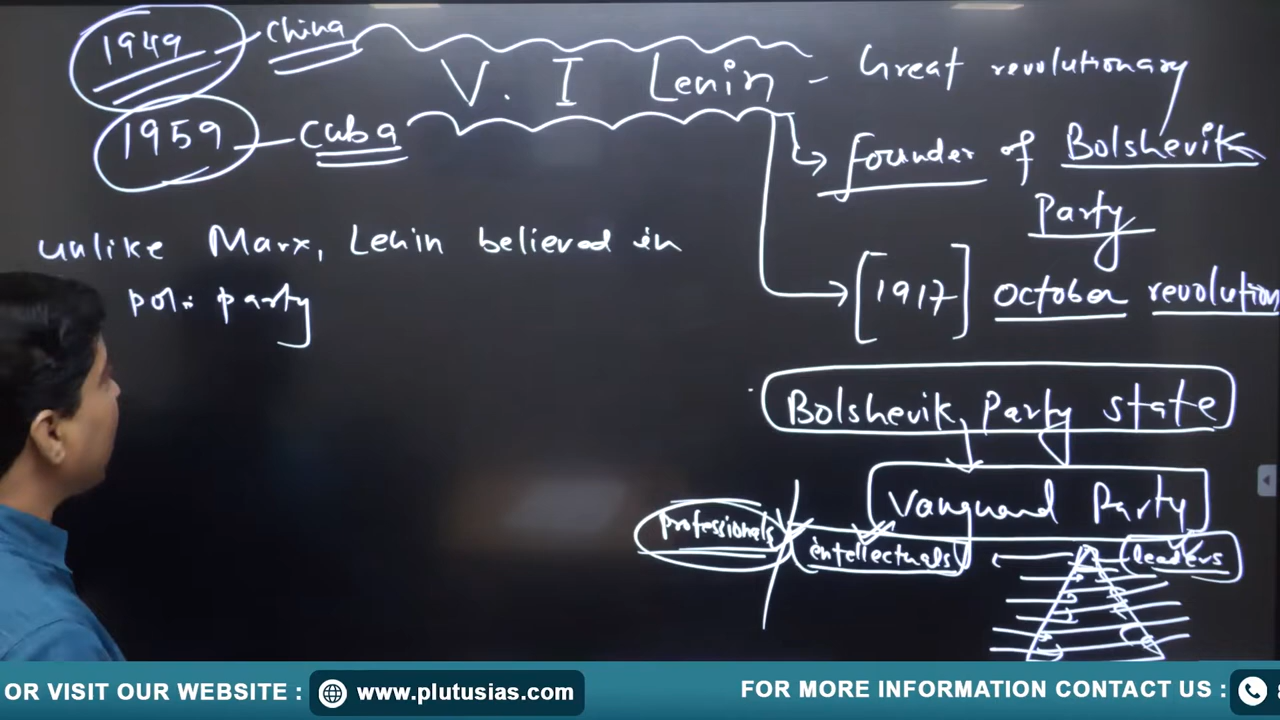 1949 - China
V. I Lenin - Great revolutionary
1959 - Cuba
Founder of Bolshevik
Party
unlike Marx, Lenin believed in
pol: party
[1917] October revolution
Bolshevik Party state
Vanguard Party
professionals
intellectuals
leaders
OR VISIT OUR WEBSITE :
www.plutusias.com
FOR MORE INFORMATION CONTACT US :